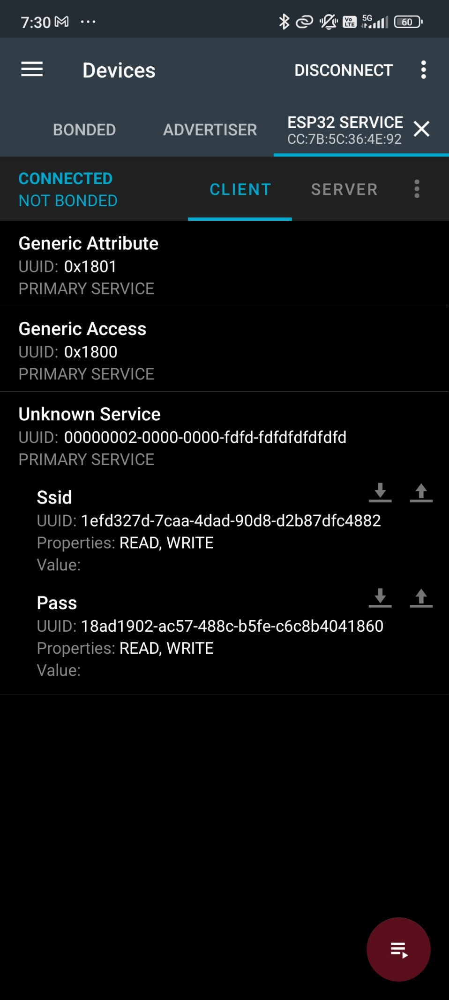 7:30
Vo LTE 5G 60
Devices
DISCONNECT
BONDED
ADVERTISER
ESP32 SERVICE
CC:7B:5C:36:4E:92
CONNECTED
NOT BONDED
CLIENT
SERVER
Generic Attribute
UUID: 0x1801
PRIMARY SERVICE
Generic Access
UUID: 0x1800
PRIMARY SERVICE
Unknown Service
UUID: 00000002-0000-0000-fdfd-fdfdfdfdfdfd
PRIMARY SERVICE
Ssid
UUID: 1efd327d-7caa-4dad-90d8-d2b87dfc4882
Properties: READ, WRITE
Value:
Pass
UUID: 18ad1902-ac57-488c-b5fe-c6c8b4041860
Properties: READ, WRITE
Value: